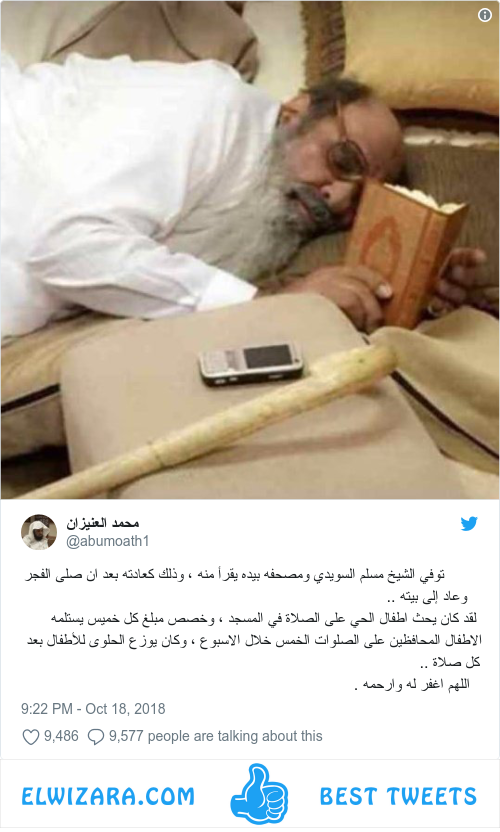 محمد العنيزان
@abumoath1
توفي الشيخ مسلم السويدي ومصحفه بيده يقرأ منه ، وذلك كعادته بعد ان صلى الفجر
وعاد إلى بيته ..
لقد كان يحث اطفال الحي على الصلاة في المسجد ، وخصص مبلغ كل خميس يستلمه
الاطفال المحافظين على الصلوات الخمس خلال الاسبوع ، وكان يوزع الحلوى للأطفال بعد
كل صلاة ..
اللهم اغفر له وارحمه .
9:22 PM - Oct 18, 2018
9,486 9,577 people are talking about this
ELWIZARA.COM BEST TWEETS